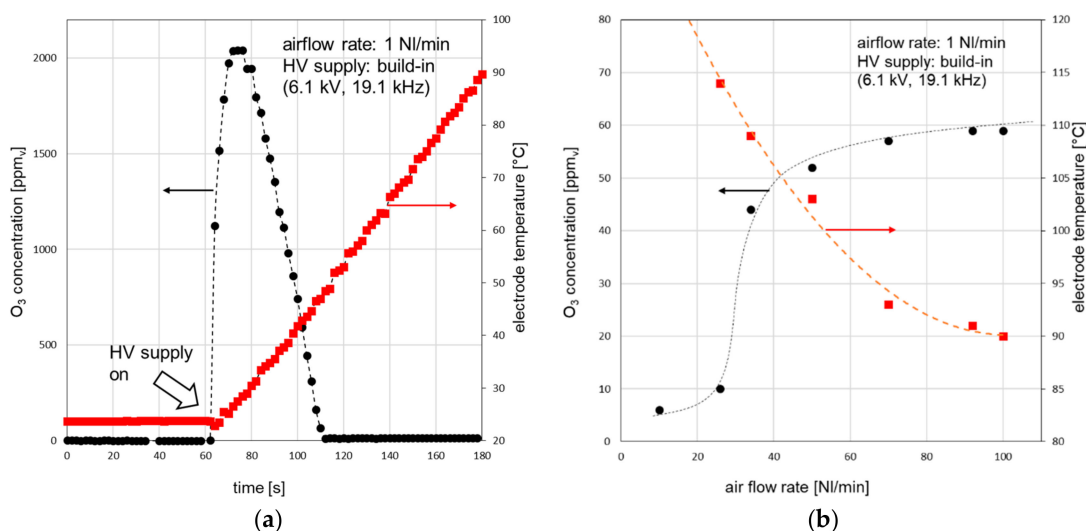 airflow rate: 1 Nl/min
HV supply: build-in
(6.1 kV, 19.1 kHz)
HV supply
on
O3 concentration [ppmv]
0
500
1000
1500
2000
electrode temperature [°C]
20
30
40
50
60
70
80
90
100
0 20 40 60 80 100 120 140 160 180
time [s]
(a)
airflow rate: 1 Nl/min
HV supply: build-in
(6.1 kV, 19.1 kHz)
O3 concentration [ppmv]
0
10
20
30
40
50
60
70
80
electrode temperature [°C]
80
85
90
95
100
105
110
115
120
0 20 40 60 80 100
air flow rate [Nl/min]
(b)